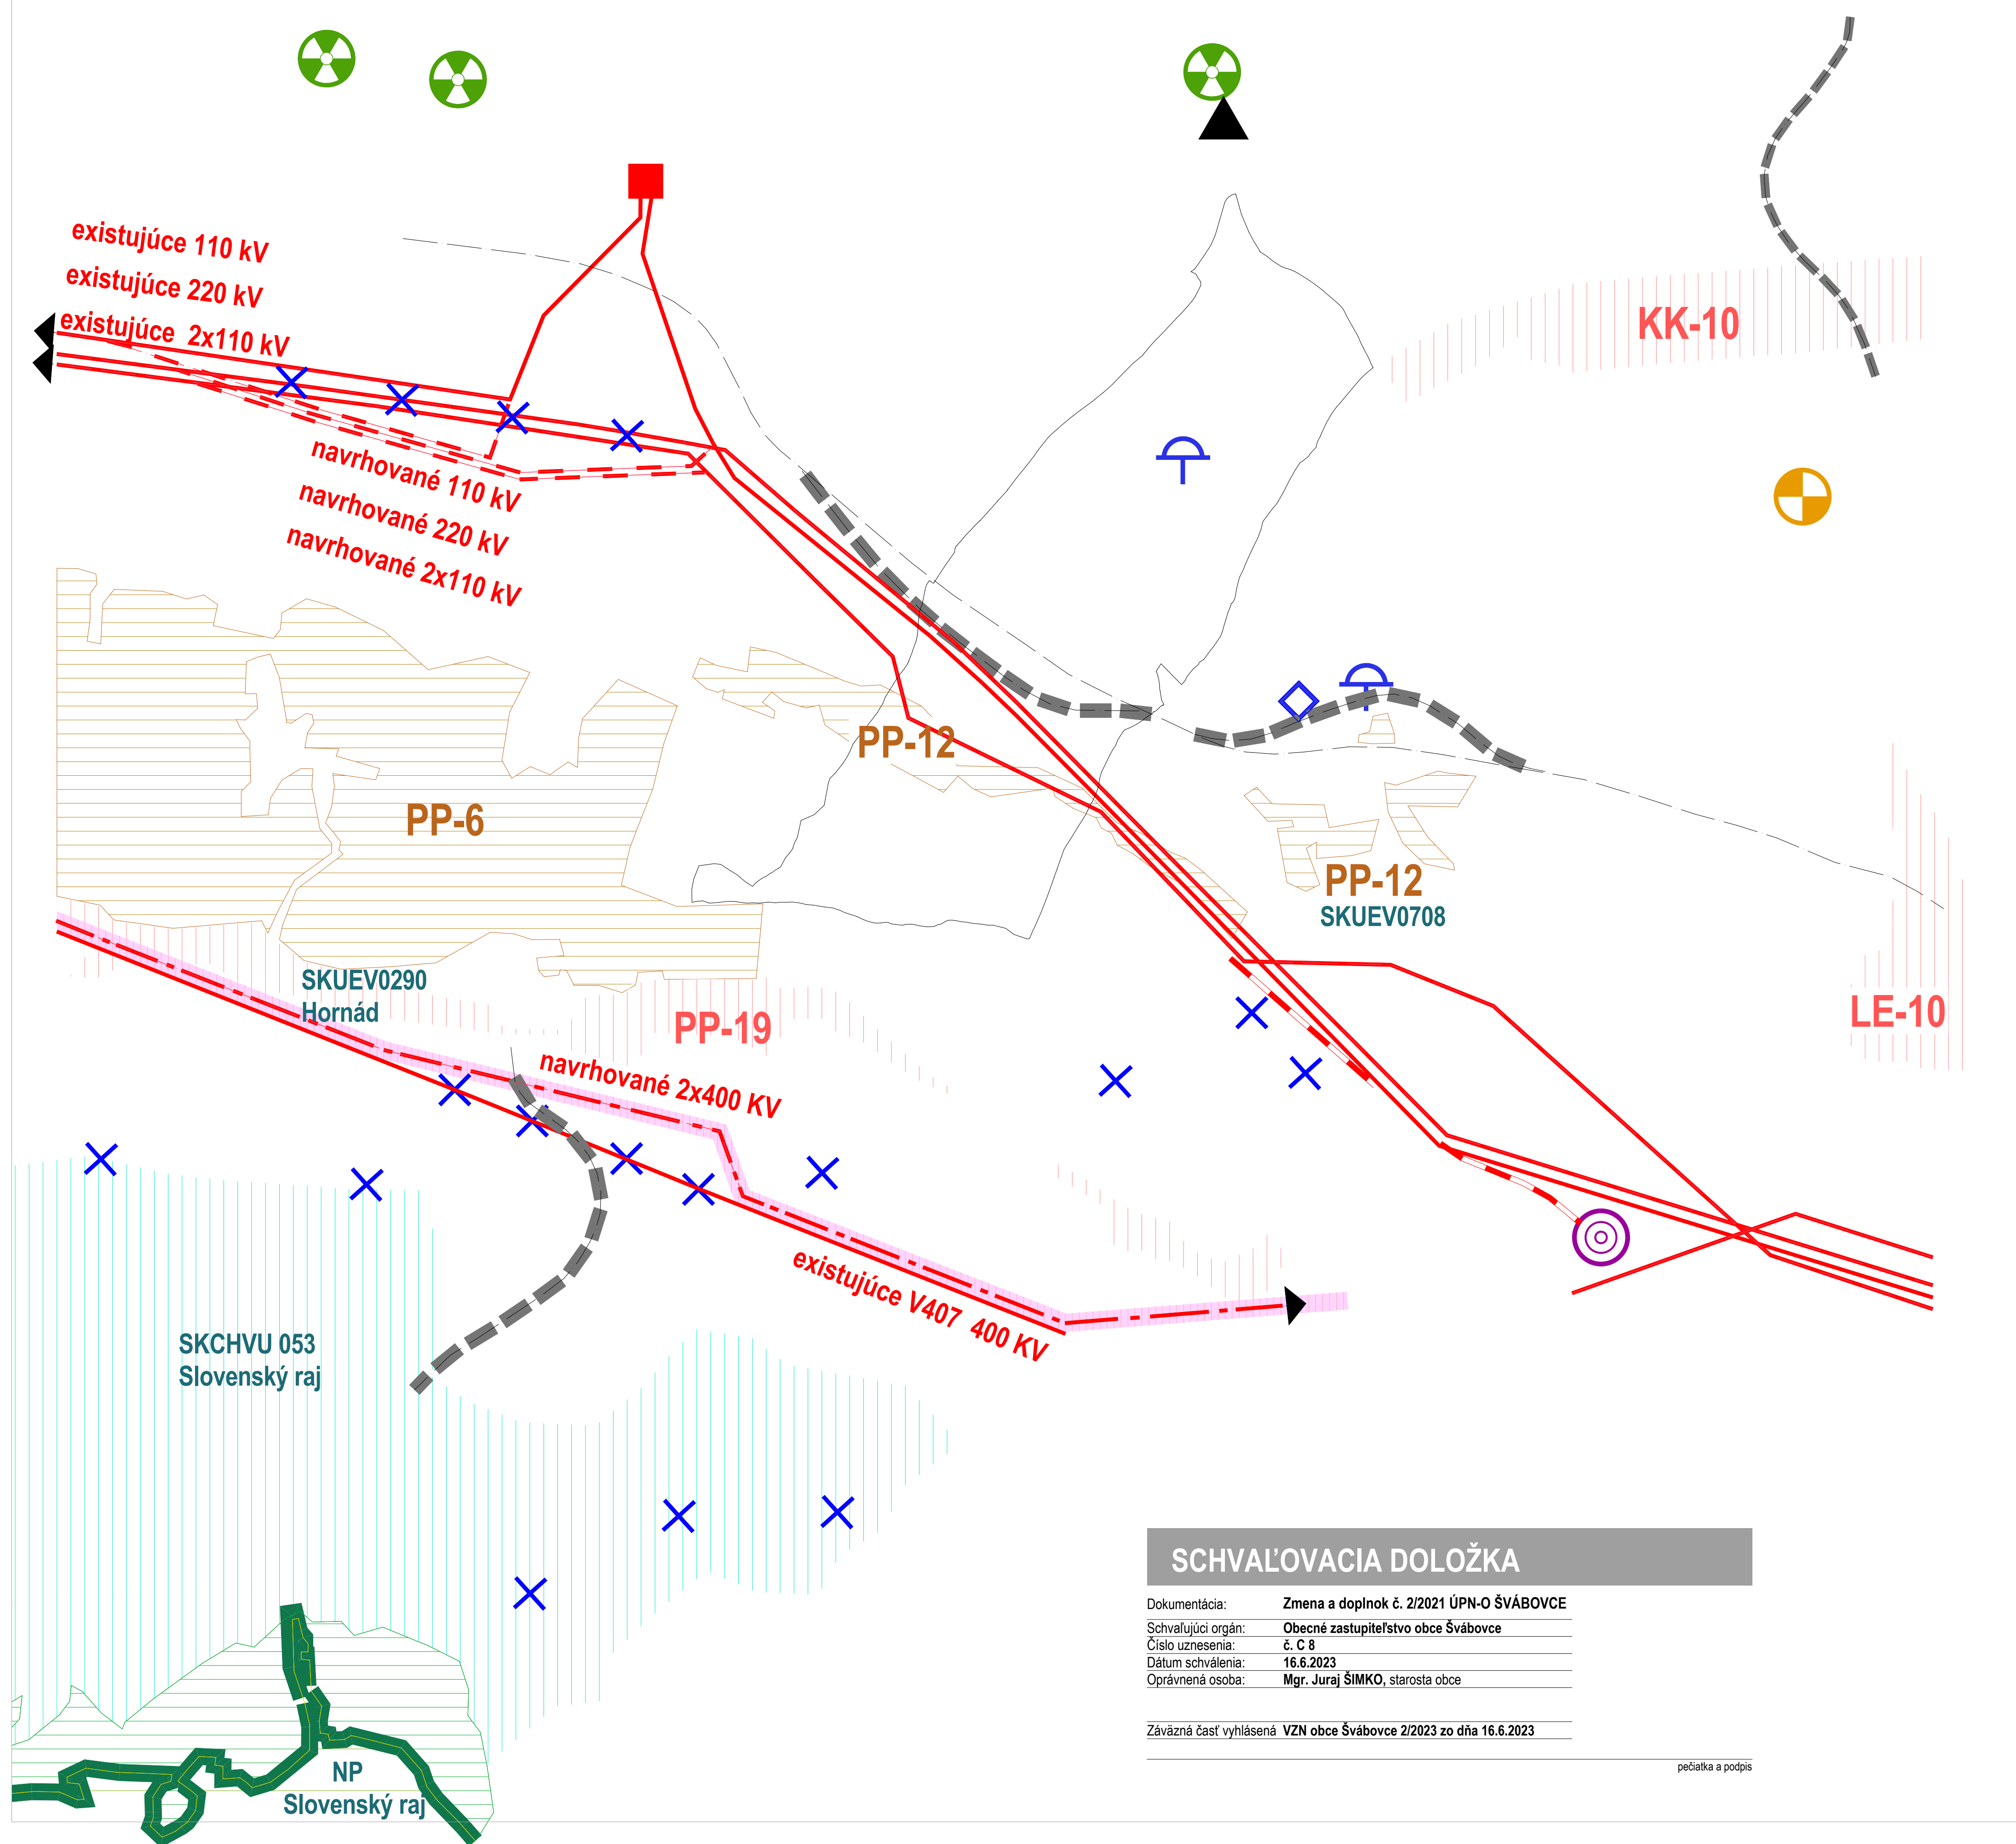 existujúce 110 kV
existujúce 220 kV
existujúce 2x110 kV
KK-10
navrhované 110 kV
navrhované 220 kV
navrhované 2x110 kV
PP-12
PP-6
PP-12
SKUEV0708
SKUEV0290
Hornád
PP-19
LE-10
navrhované 2x400 KV
existujúce V407 400 KV
SKCHVU 053
Slovenský raj
NP
Slovenský raj
SCHVAĽOVACIA DOLOŽKA
Dokumentácia: Zmena a doplnok č. 2/2021 ÚPN-O ŠVÁBOVCE
Schvaľujúci orgán: Obecné zastupiteľstvo obce Švábovce
Číslo uznesenia: č. C 8
Dátum schválenia: 16.6.2023
Oprávnená osoba: Mgr. Juraj ŠIMKO, starosta obce
Záväzná časť vyhlásená VZN obce Švábovce 2/2023 zo dňa 16.6.2023
pečiatka a podpis